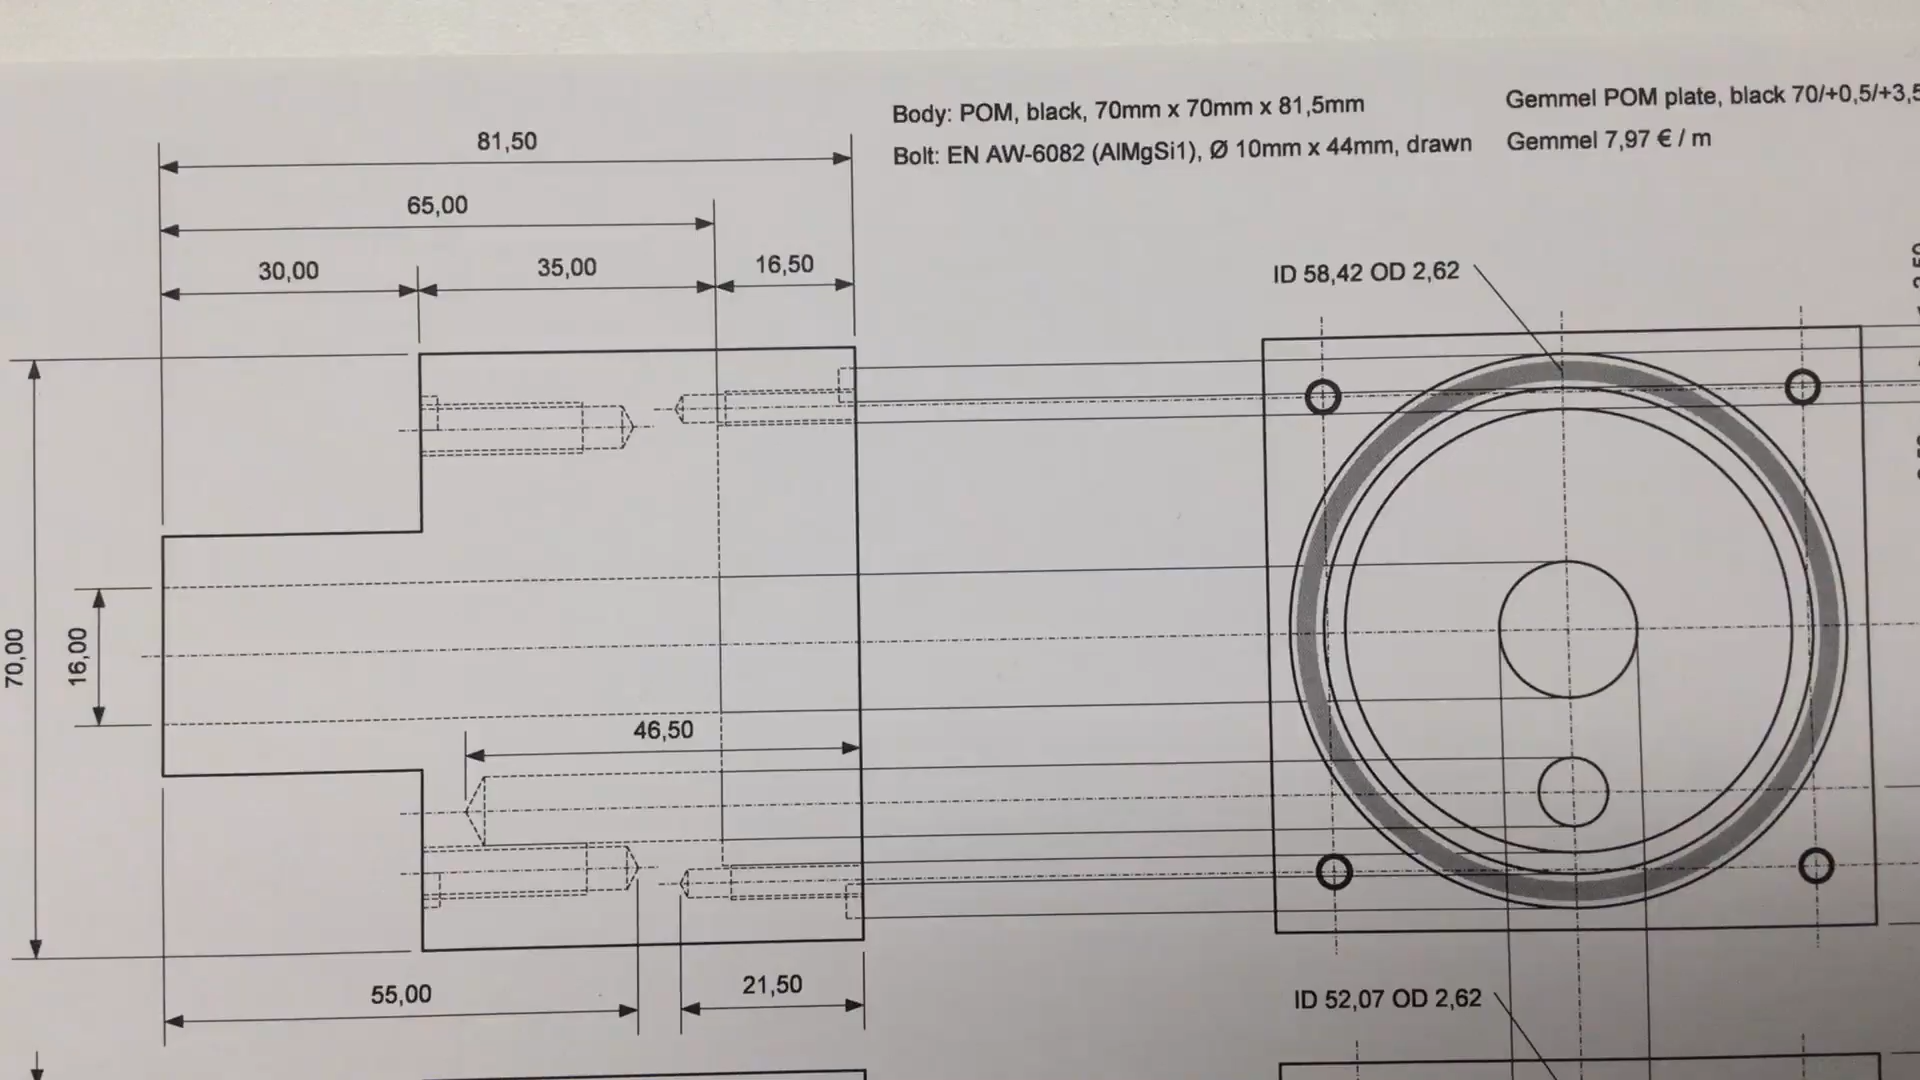 Body: POM, black, 70mm x 70mm x 81,5mm
Gemmel POM plate, black 70/+0,5/+3,5
Bolt: EN AW-6082 (AlMgSi1), Ø 10mm x 44mm, drawn
Gemmel 7,97 € / m
81,50
65,00
30,00
35,00
16,50
ID 58,42 OD 2,62
70,00
16,00
46,50
55,00
21,50
ID 52,07 OD 2,62